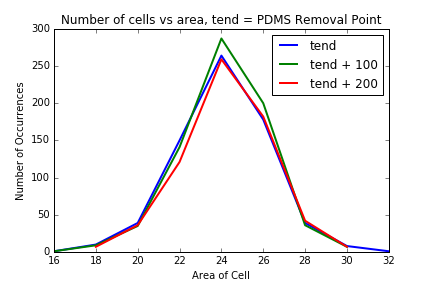 Number of cells vs area, tend = PDMS Removal Point
300
250
200
150
100
50
0
Number of Occurrences
tend
tend + 100
tend + 200
16 18 20 22 24 26 28 30 32
Area of Cell